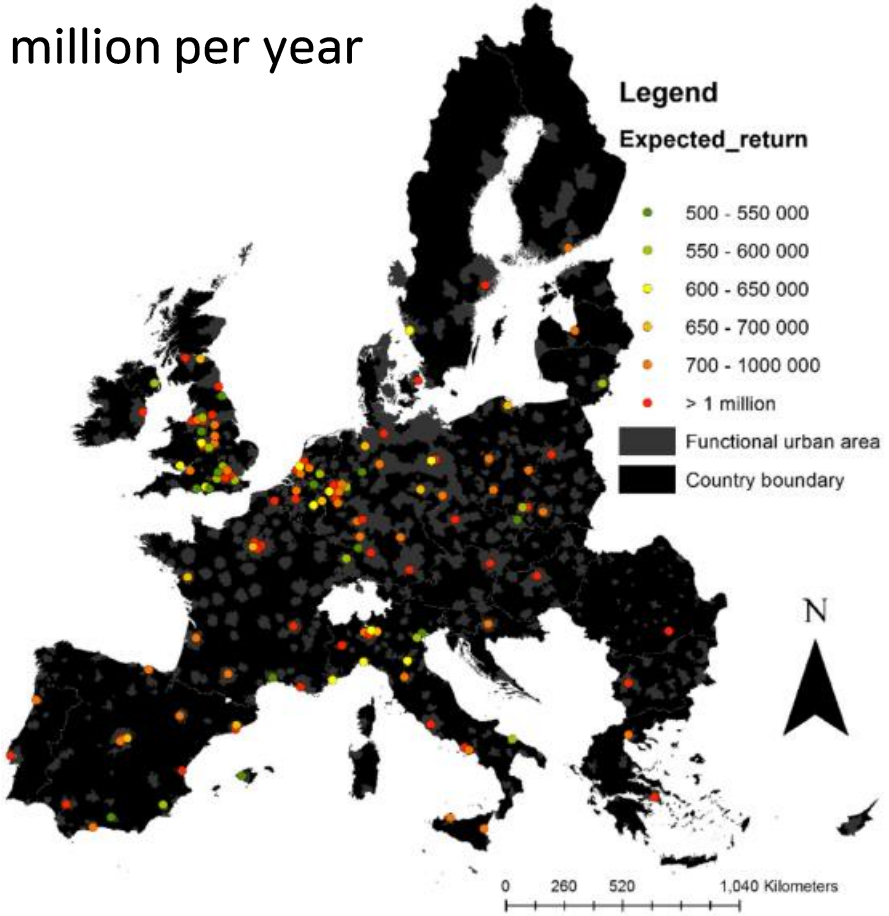 million per year
Legend
Expected_return
500 - 550 000
550 - 600 000
600 - 650 000
650 - 700 000
700 - 1000 000
> 1 million
Functional urban area
Country boundary
N
0 260 520 1,040 Kilometers